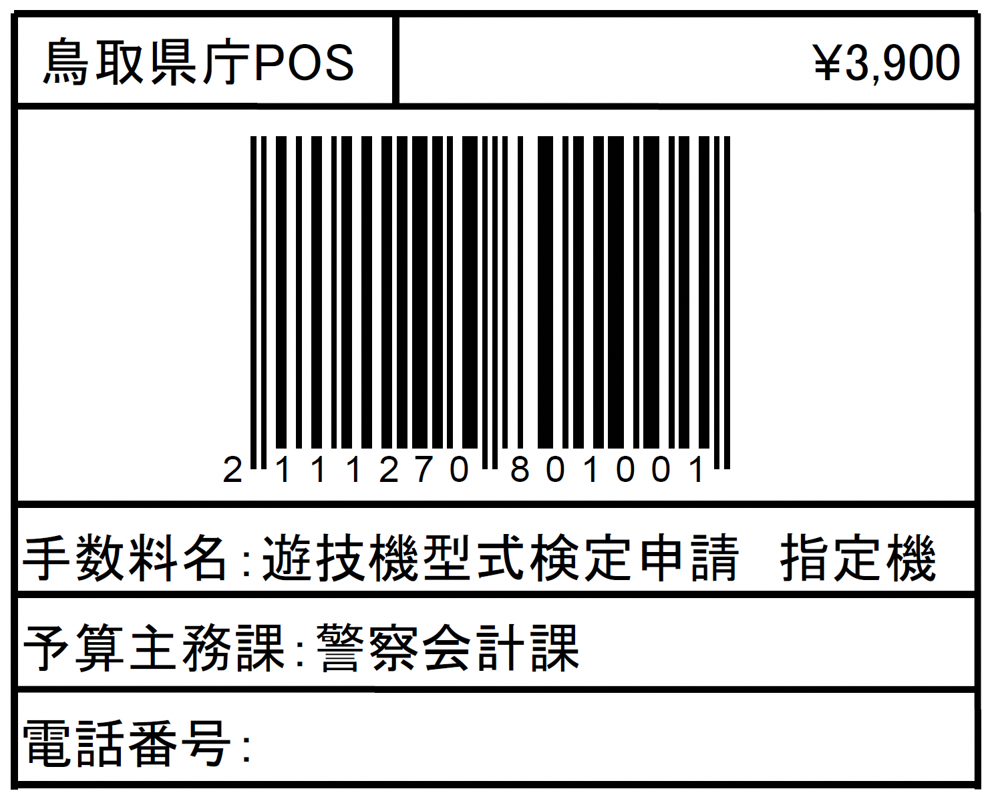 鳥取県庁POS ¥3,900
2 111270 801001
手数料名：遊技機型式検定申請　指定機
予算主務課：警察会計課
電話番号：